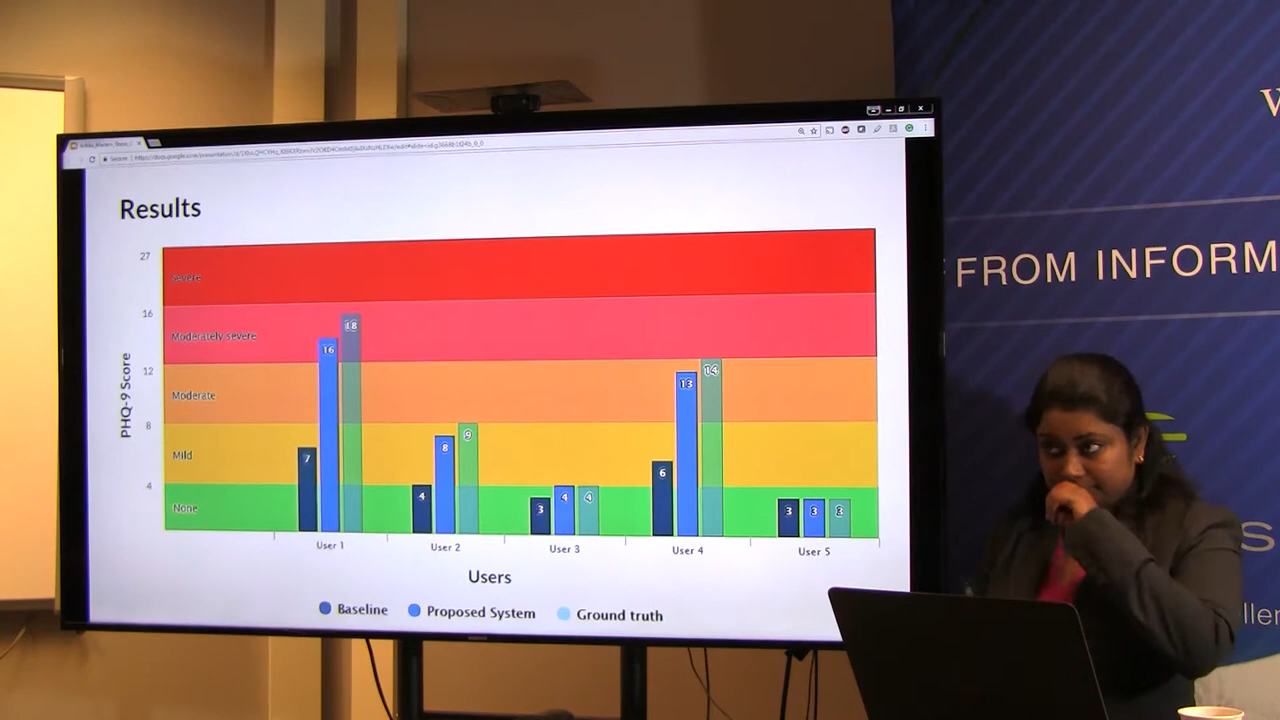 Secure
Results
27
16
12
8
4
PHQ-9 Score
Severe
Moderately severe
Moderate
Mild
None
7
16
18
4
8
9
3
4
4
6
13
14
3
3
3
User 1
User 2
User 3
User 4
User 5
Users
Baseline
Proposed System
Ground truth
W
FROM INFORM
S
ller